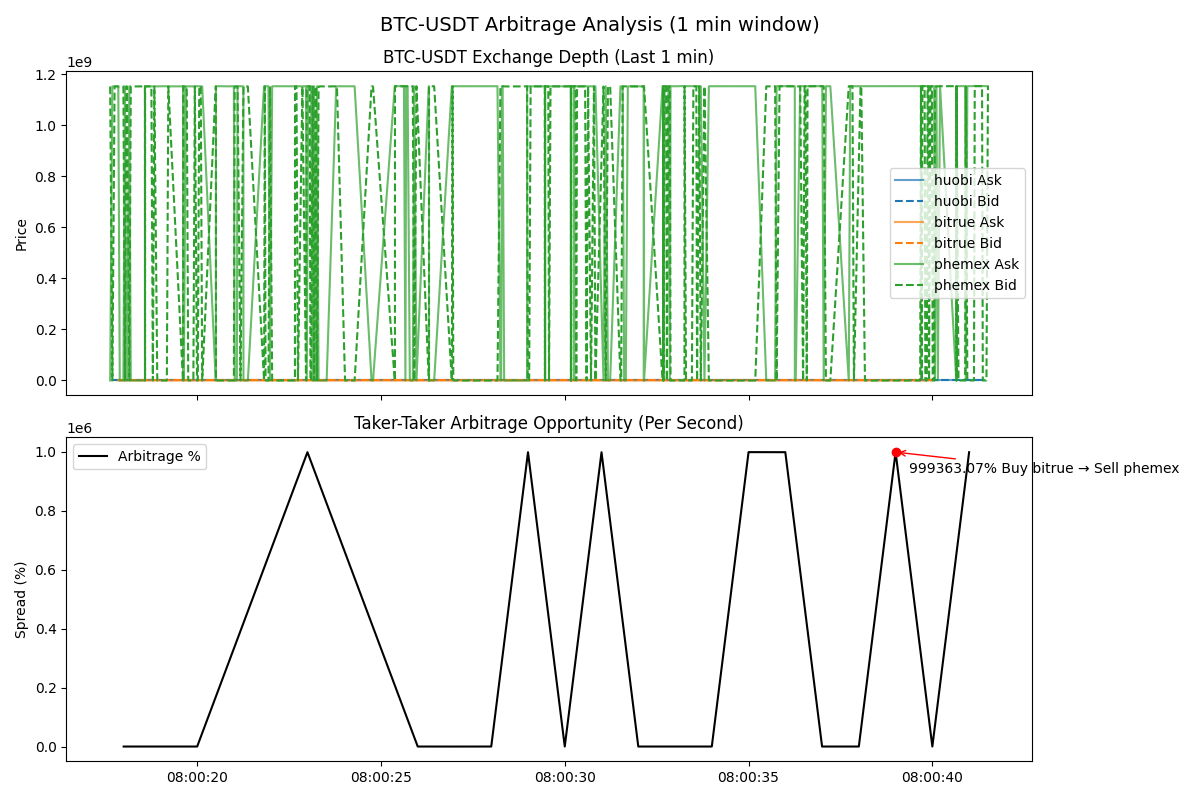 BTC-USDT Arbitrage Analysis (1 min window)
BTC-USDT Exchange Depth (Last 1 min)
1e9
1.2
1.0
0.8
0.6
0.4
0.2
0.0
Price
huobi Ask
huobi Bid
bitrue Ask
bitrue Bid
phemex Ask
phemex Bid
Taker-Taker Arbitrage Opportunity (Per Second)
1e6
Arbitrage %
999363.07% Buy bitrue → Sell phemex
1.0
0.8
0.6
0.4
0.2
0.0
Spread (%)
08:00:20 08:00:25 08:00:30 08:00:35 08:00:40